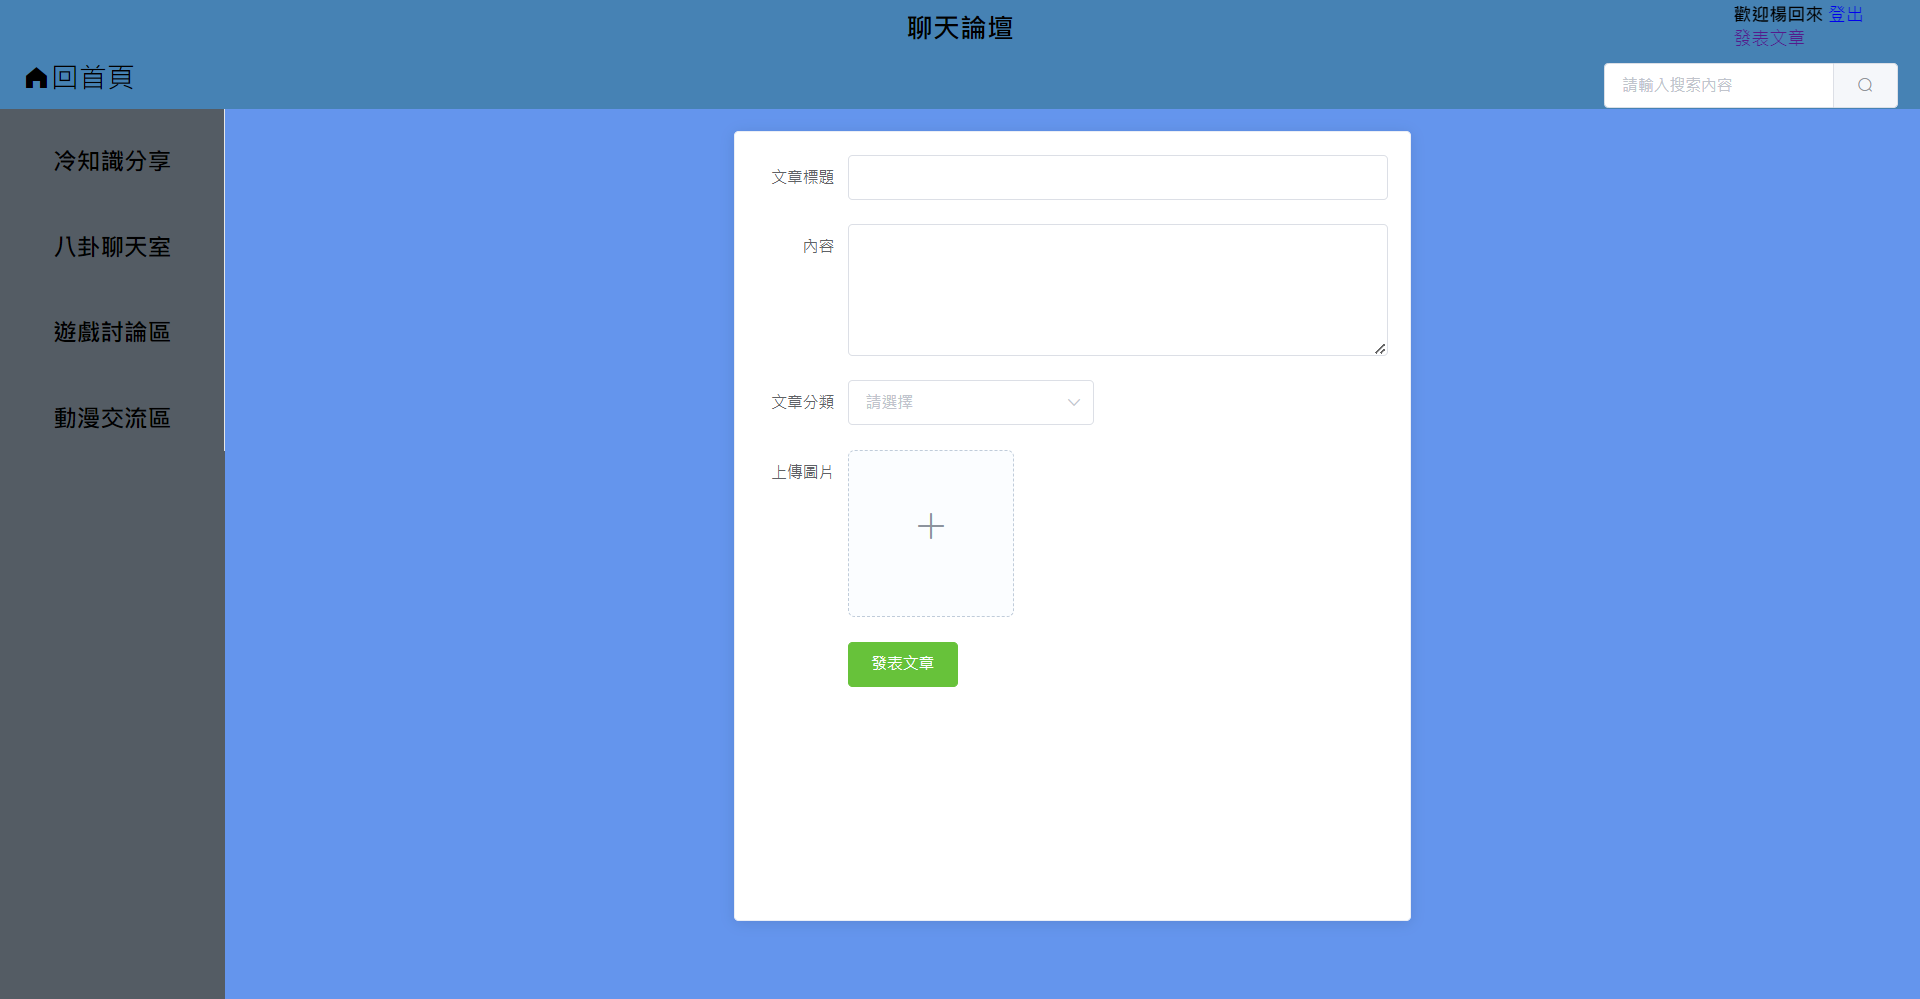 聊天論壇
歡迎楊回來 登出
發表文章
回首頁
請輸入搜索內容
冷知識分享
八卦聊天室
遊戲討論區
動漫交流區
文章標題
內容
文章分類
請選擇
上傳圖片
發表文章